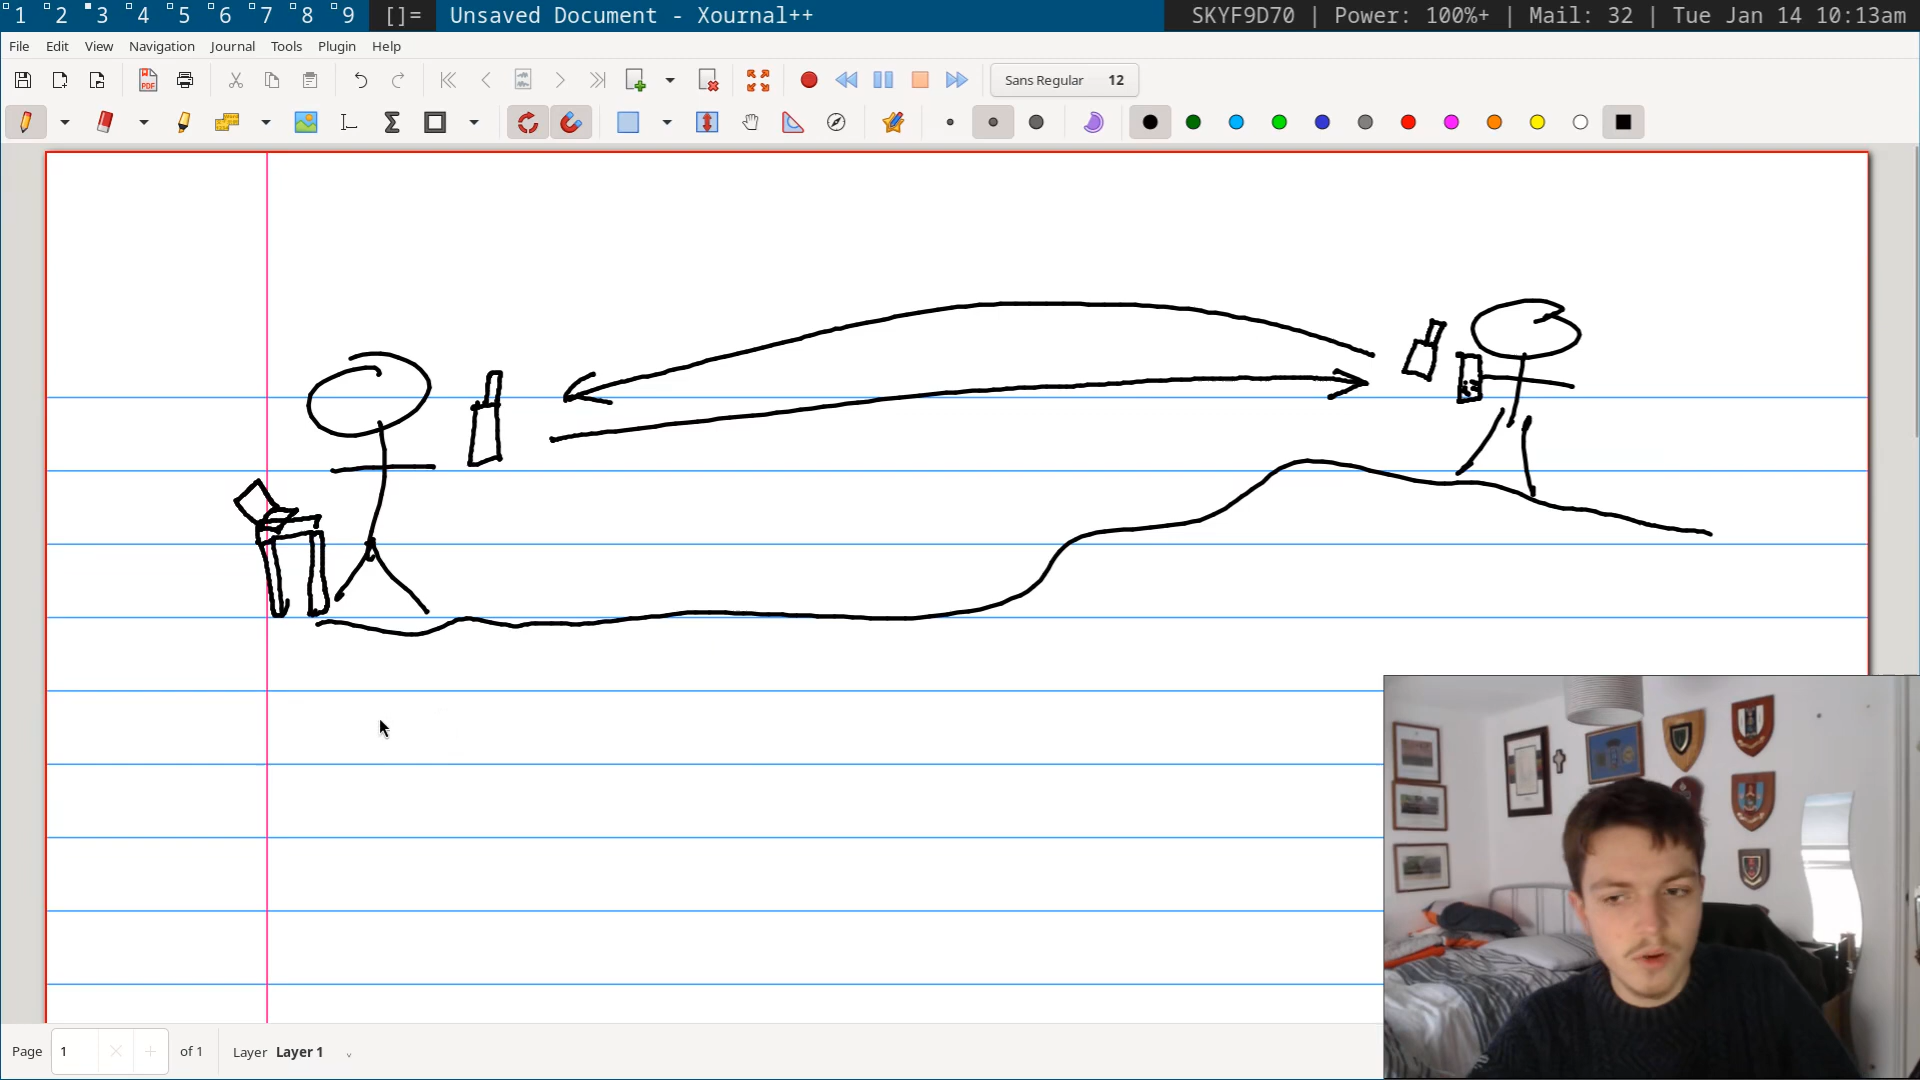 1 2 3 4 5 6 7 8 9 []= Unsaved Document - Xournal++ SKYF9D70 | Power: 100%+ | Mail: 32 | Tue Jan 14 10:13am
File Edit View Navigation Journal Tools Plugin Help
Sans Regular 12
Page 1 of 1 Layer Layer 1